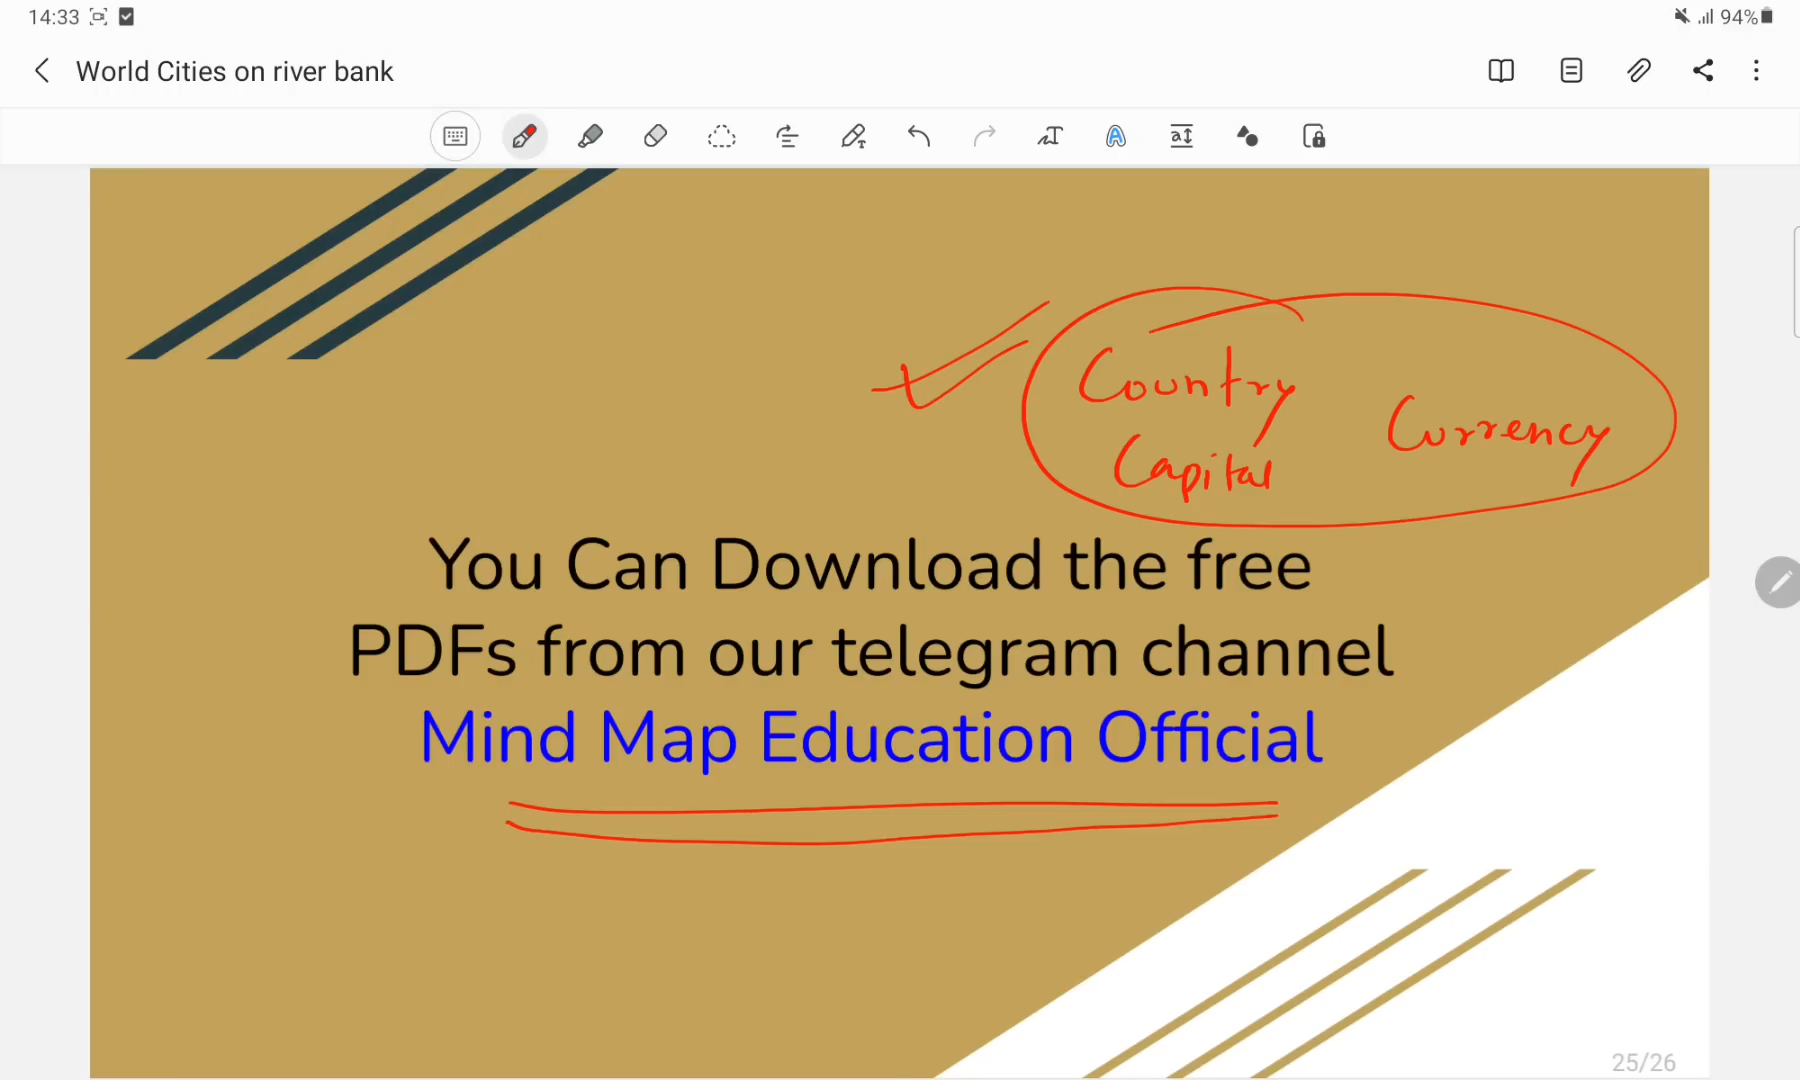 14:33
94%
World Cities on river bank
Country
Capital
Currency
You Can Download the free
PDFs from our telegram channel
Mind Map Education Official
25/26